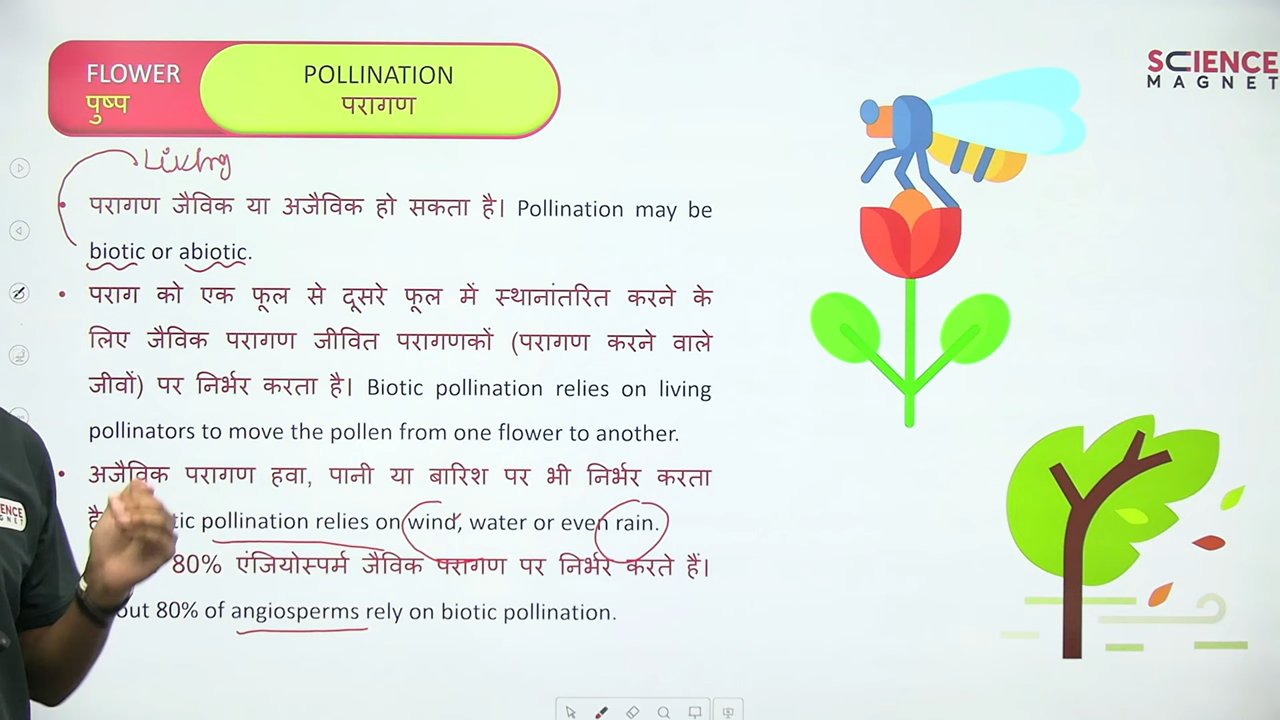 FLOWER
पुष्प
POLLINATION
परागण
SCIENCE
MAGNET
Living
• परागण जैविक या अजैविक हो सकता है। Pollination may be
biotic or abiotic.
• पराग को एक फूल से दूसरे फूल में स्थानांतरित करने के
लिए जैविक परागण जीवित परागणकों (परागण करने वाले
जीवों) पर निर्भर करता है। Biotic pollination relies on living
pollinators to move the pollen from one flower to another.
• अजैविक परागण हवा, पानी या बारिश पर भी निर्भर करता
pollination relies on wind, water or even rain.
80% एंजियोस्पर्म जैविक परागण पर निर्भर करते हैं।
80% of angiosperms rely on biotic pollination.